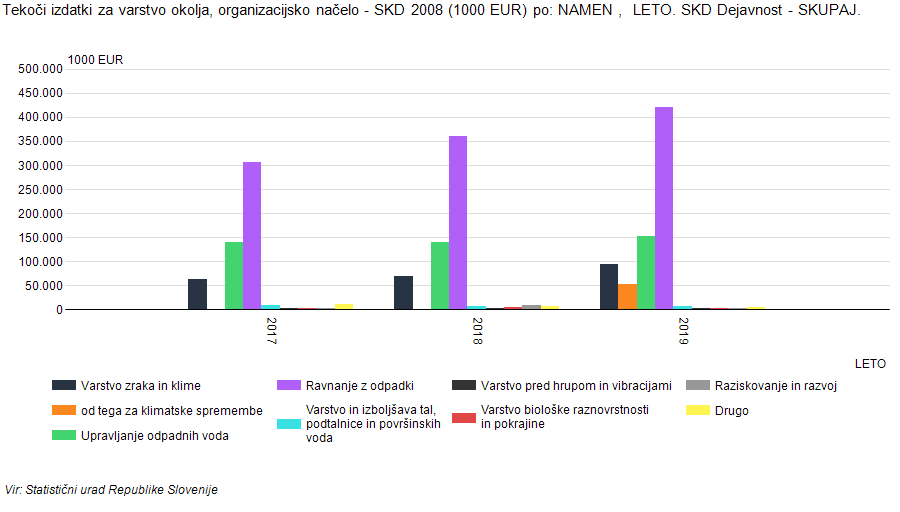 Tekoči izdatki za varstvo okolja, organizacijsko načelo - SKD 2008 (1000 EUR) po: NAMEN , LETO. SKD Dejavnost - SKUPAJ.
1000 EUR
500.000
450.000
400.000
350.000
300.000
250.000
200.000
150.000
100.000
50.000
0
2017
2018
2019
LETO
Varstvo zraka in klime
od tega za klimatske spremembe
Upravljanje odpadnih voda
Ravnanje z odpadki
Varstvo in izboljšava tal,
podtalnice in površinskih
voda
Varstvo pred hrupom in vibracijami
Varstvo biološke raznovrstnosti
in pokrajine
Raziskovanje in razvoj
Drugo
Vir: Statistični urad Republike Slovenije